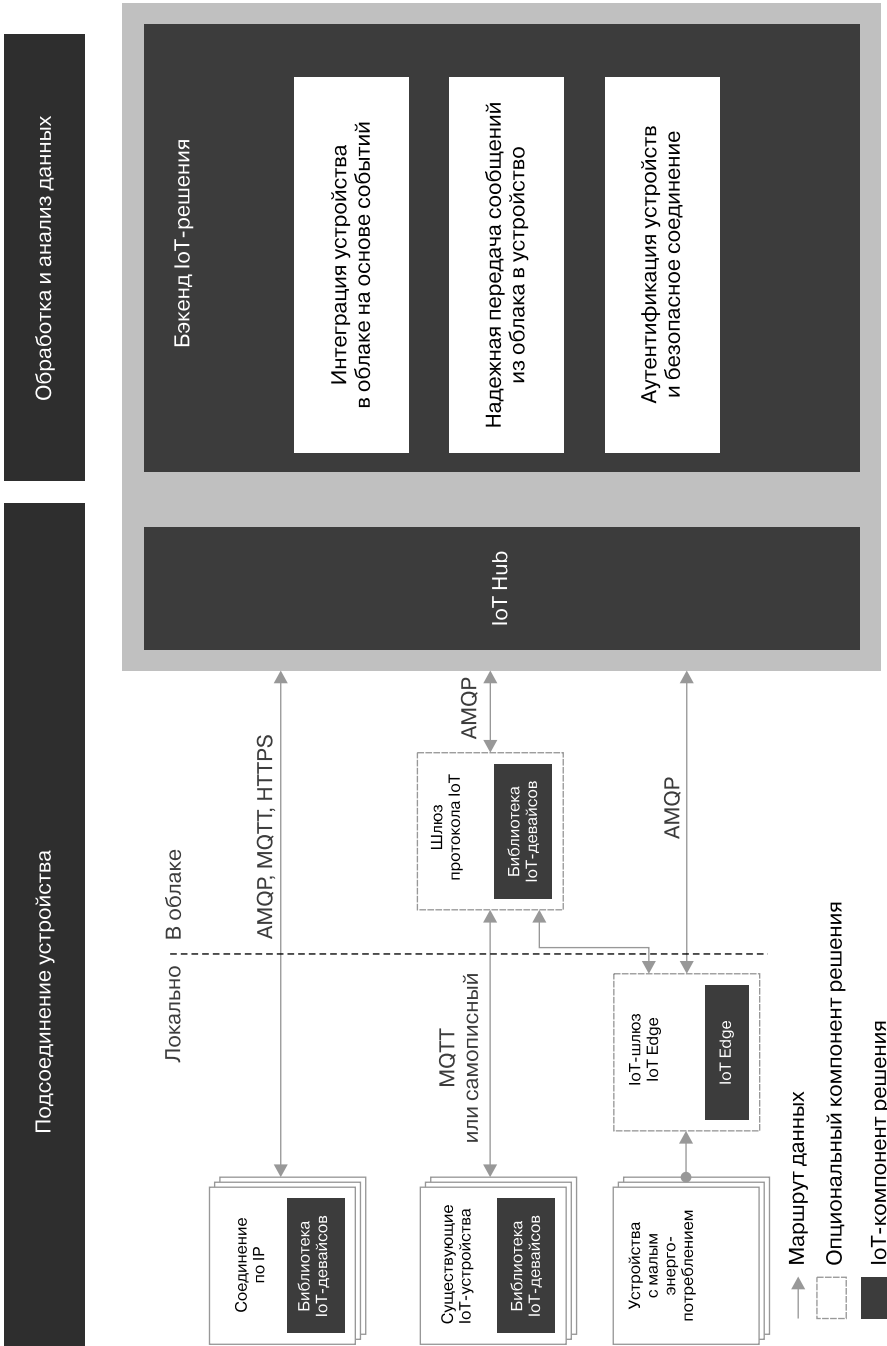 Подсоединение устройства
Обработка и анализ данных
Локально
В облаке
Соединение
по IP
Библиотека
IoT-девайсов
AMQP, MQTT, HTTPS
Существующие
IoT-устройства
Библиотека
IoT-девайсов
MQTT
или самописный
Шлюз
протокола IoT
Библиотека
IoT-девайсов
AMQP
Устройства
с малым
энерго-
потреблением
IoT-шлюз
IoT Edge
IoT Edge
AMQP
IoT Hub
Бэкенд IoT-решения
Интеграция устройства
в облаке на основе событий
Надежная передача сообщений
из облака в устройство
Аутентификация устройств
и безопасное соединение
Маршрут данных
Опциональный компонент решения
IoT-компонент решения